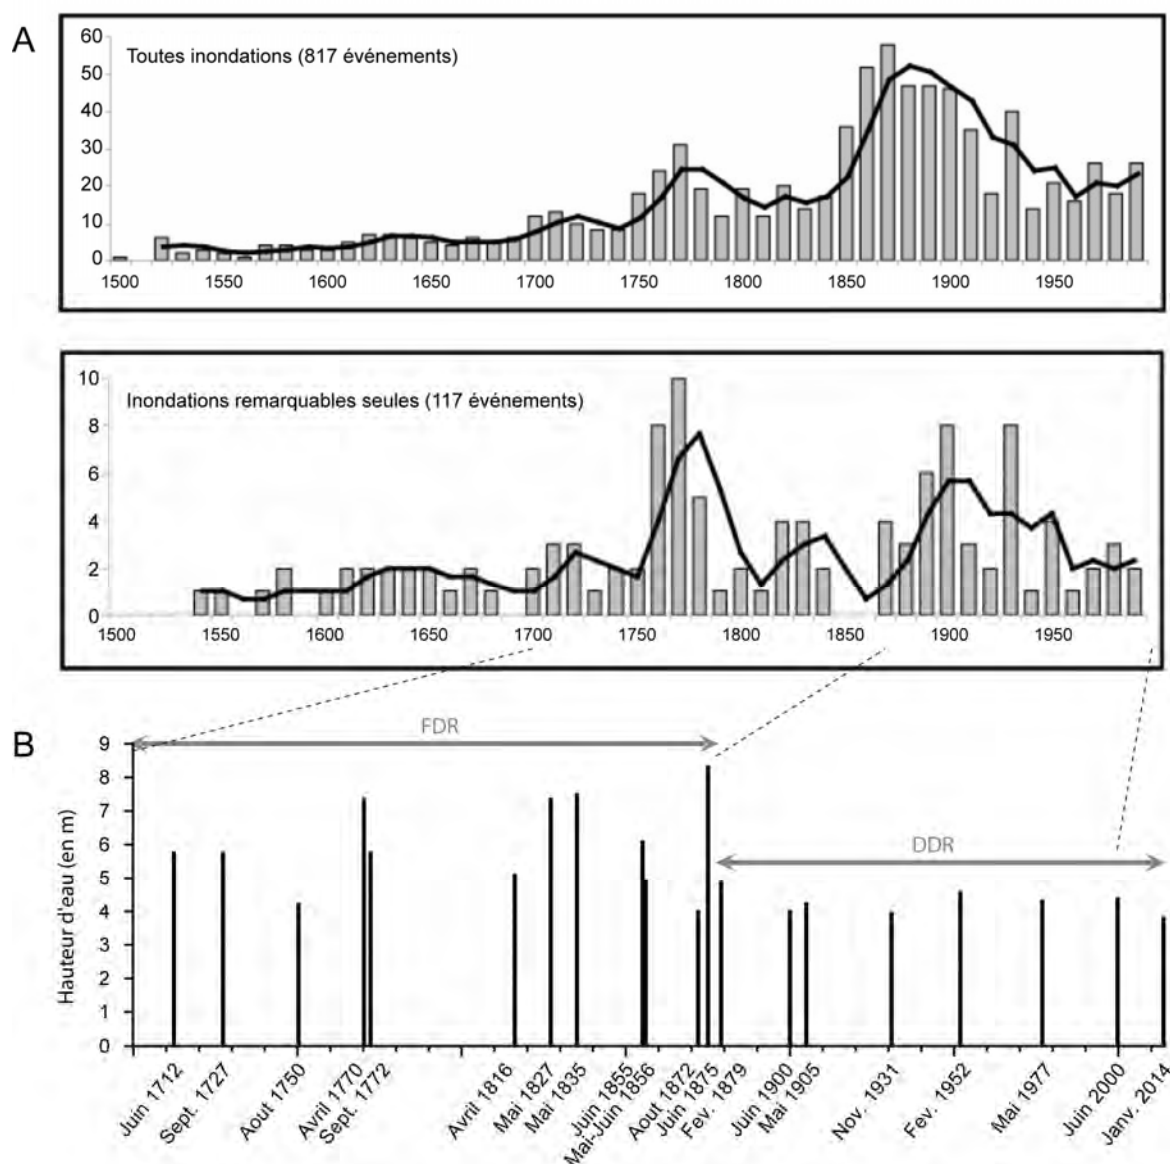 A
Toutes inondations (817 événements)
60
50
40
30
20
10
0
1500 1550 1600 1650 1700 1750 1800 1850 1900 1950
Inondations remarquables seules (117 événements)
10
8
6
4
2
0
1500 1550 1600 1650 1700 1750 1800 1850 1900 1950
B
FDR
DDR
Hauteur d'eau (en m)
9
8
7
6
5
4
3
2
1
0
Juin 1712
Sept. 1727
Aout 1750
Avril 1770
Sept. 1772
Avril 1816
Mai 1827
Mai 1835
Juin 1855
Mai-Juin 1856
Aout 1872
Juin 1875
Fev. 1879
Juin 1900
Mai 1905
Nov. 1931
Fev. 1952
Mai 1977
Juin 2000
Janv. 2014